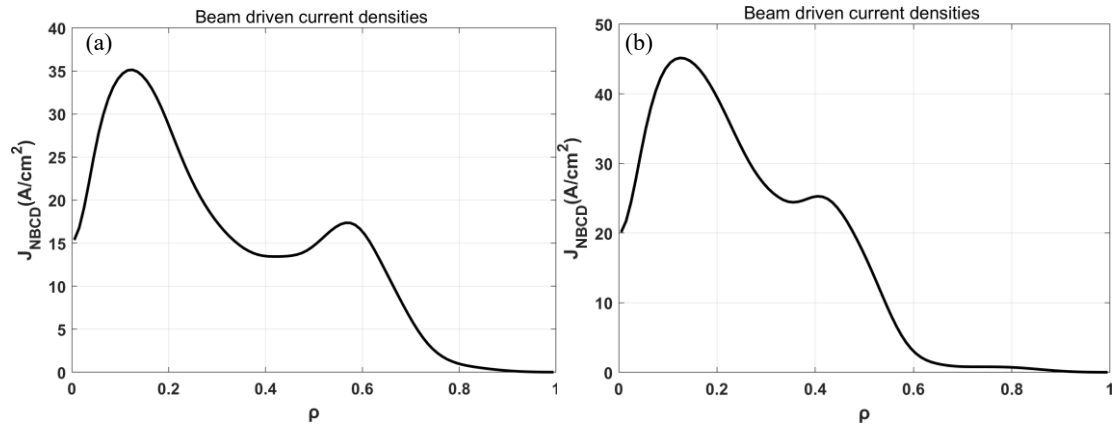 Beam driven current densities
(a)
40
35
30
25
20
15
10
5
0
J_NBCD(A/cm²)
0 0.2 0.4 0.6 0.8 1
ρ
Beam driven current densities
(b)
50
40
30
20
10
0
J_NBCD(A/cm²)
0 0.2 0.4 0.6 0.8 1
ρ